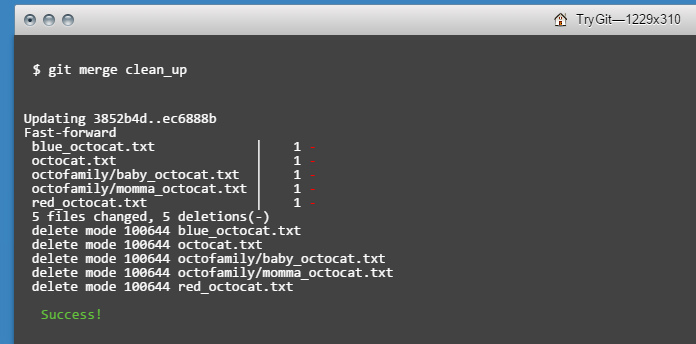 TryGit—1229x310
$ git merge clean_up
Updating 3852b4d..ec6888b
Fast-forward
blue_octocat.txt | 1
octocat.txt | 1
octofamily/baby_octocat.txt | 1
octofamily/momma_octocat.txt | 1
red_octocat.txt | 1
5 files changed, 5 deletions(-)
delete mode 100644 blue_octocat.txt
delete mode 100644 octocat.txt
delete mode 100644 octofamily/baby_octocat.txt
delete mode 100644 octofamily/momma_octocat.txt
delete mode 100644 red_octocat.txt
Success!